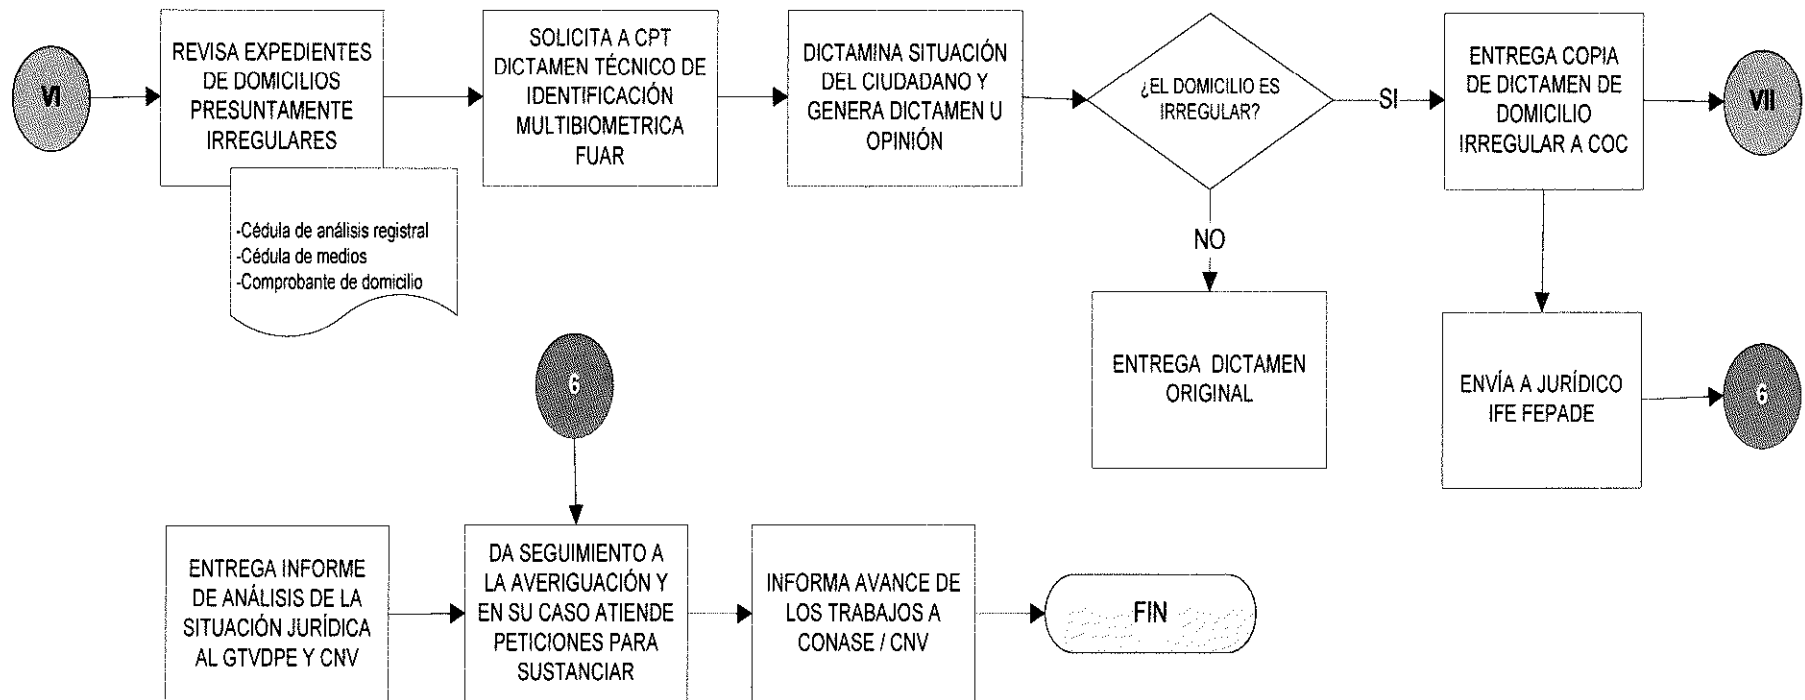 VI
REVISA EXPEDIENTES
DE DOMICILIOS
PRESUNTAMENTE
IRREGULARES
-Cédula de análisis registral
-Cédula de medios
-Comprobante de domicilio
SOLICITA A CPT
DICTAMEN TÉCNICO DE
IDENTIFICACIÓN
MULTIBIOMETRICA
FUAR
DICTAMINA SITUACIÓN
DEL CIUDADANO Y
GENERA DICTAMEN U
OPINIÓN
¿EL DOMICILIO ES
IRREGULAR?
SI
ENTREGA COPIA
DE DICTAMEN DE
DOMICILIO
IRREGULAR A COC
VII
NO
ENTREGA DICTAMEN
ORIGINAL
ENVÍA A JURÍDICO
IFE FEPADE
6
6
ENTREGA INFORME
DE ANÁLISIS DE LA
SITUACIÓN JURÍDICA
AL GTVDPE Y CNV
DA SEGUIMIENTO A
LA AVERIGUACIÓN Y
EN SU CASO ATIENDE
PETICIONES PARA
SUSTANCIAR
INFORMA AVANCE DE
LOS TRABAJOS A
CONASE / CNV
FIN